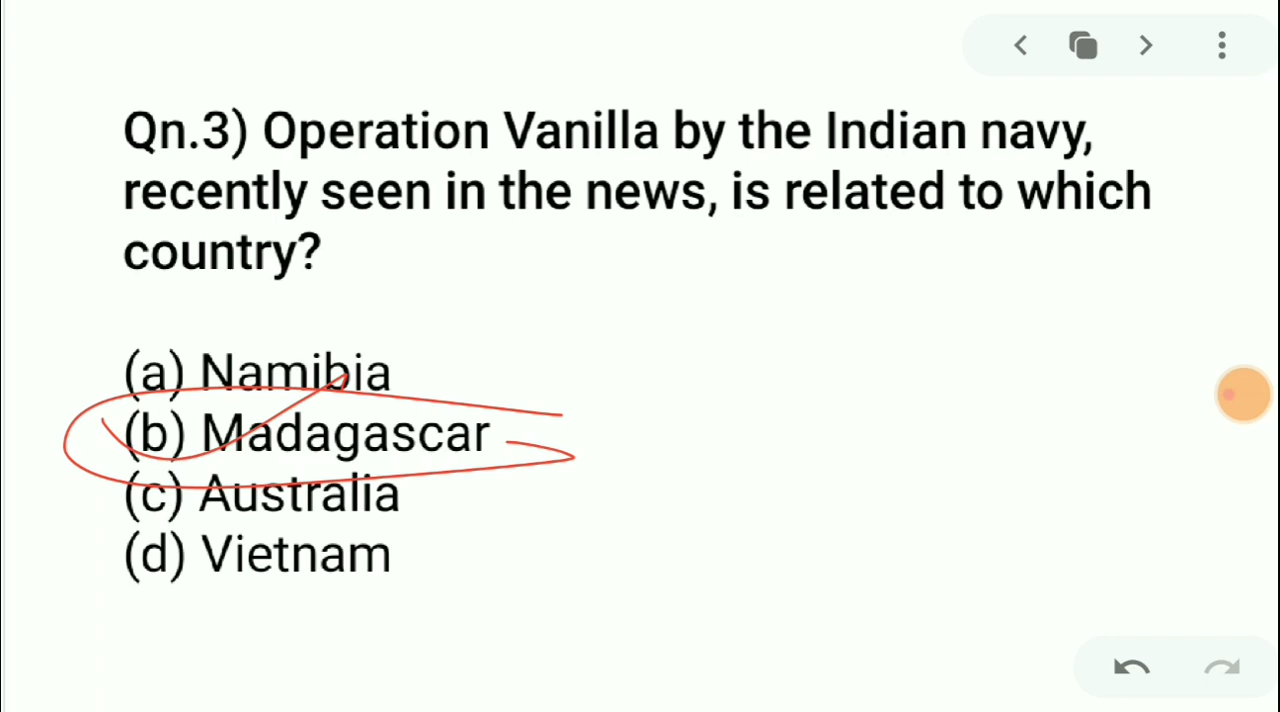 Qn.3) Operation Vanilla by the Indian navy,
recently seen in the news, is related to which
country?
(a) Namibia
(b) Madagascar
(c) Australia
(d) Vietnam